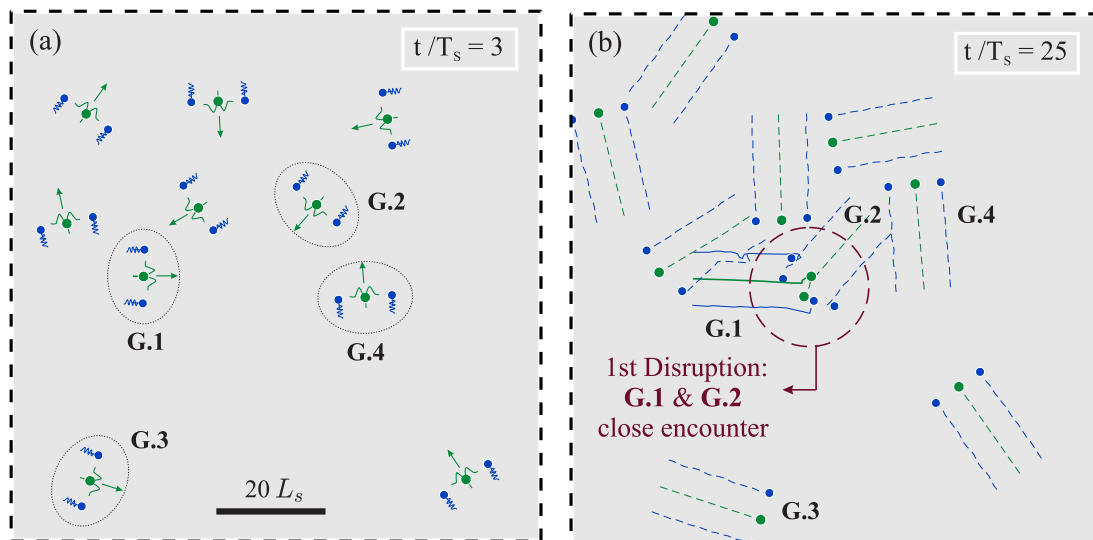 (a)
t /T_S = 3
G.2
G.1
G.4
G.3
20 L_s
(b)
t /T_S = 25
G.2
G.4
G.1
1st Disruption:
G.1 & G.2
close encounter
G.3